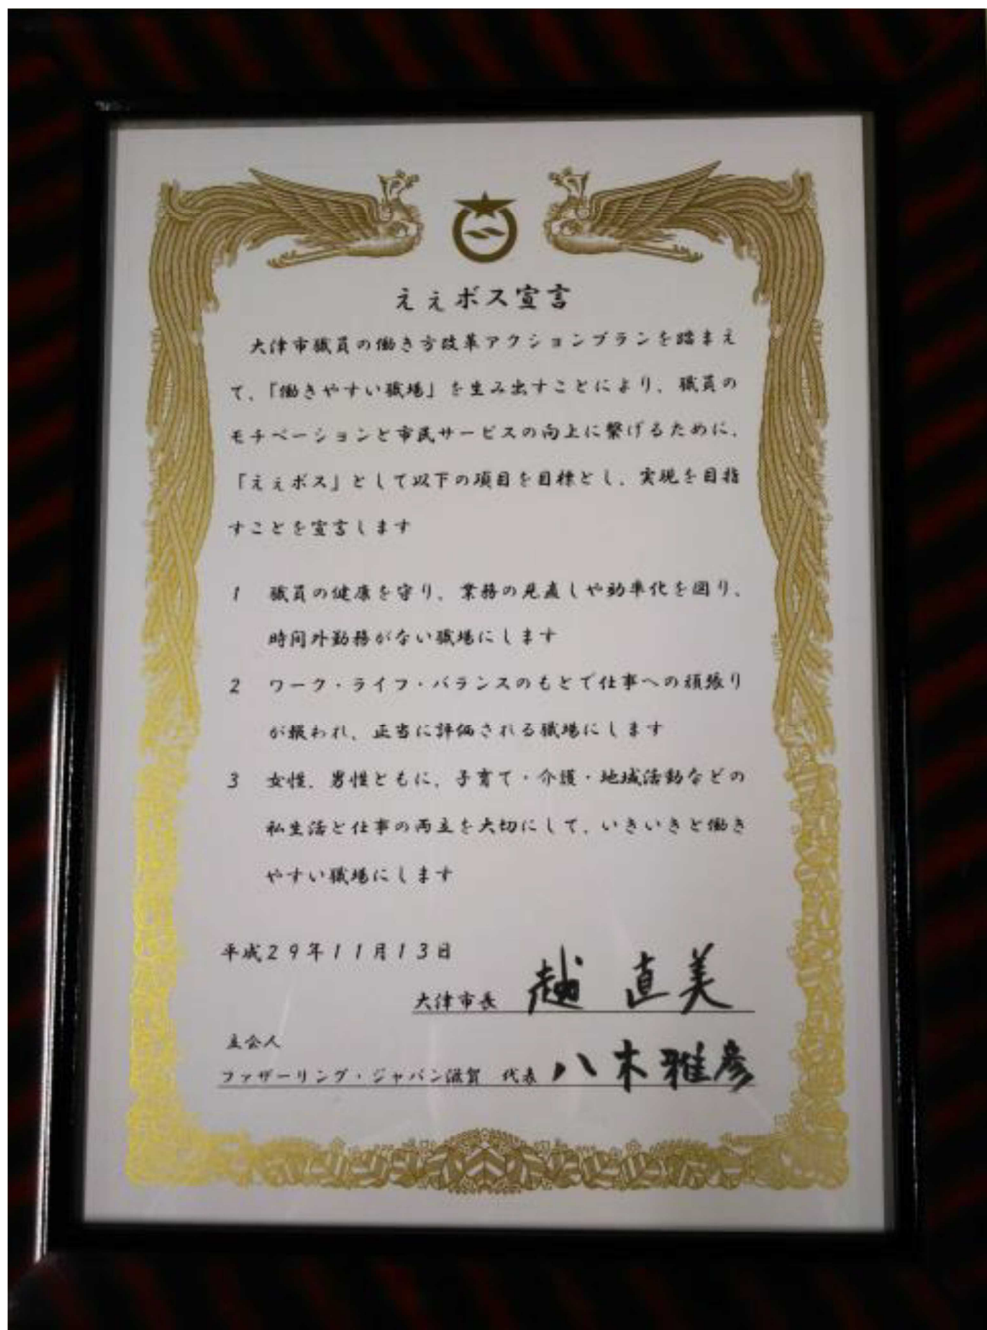 ええボス宣言
大津市職員の働き方改革アクションプランを踏まえ
て、「働きやすい職場」を生み出すことにより、職員の
モチベーションと市民サービスの向上に繋げるために、
「ええボス」として以下の項目を目標とし、実現を目指
すことを宣言します
1 職員の健康を守り、業務の見直しや効率化を図り、
時間外勤務がない職場にします
2 ワーク・ライフ・バランスのもとで仕事への頑張り
が報われ、正当に評価される職場にします
3 女性、男性ともに、子育て・介護・地域活動などの
私生活と仕事の両立を大切にして、いきいきと働き
やすい職場にします
平成29年11月13日
大津市長 越 直美
立会人
ファザーリング・ジャパン滋賀 代表 八木雅彦